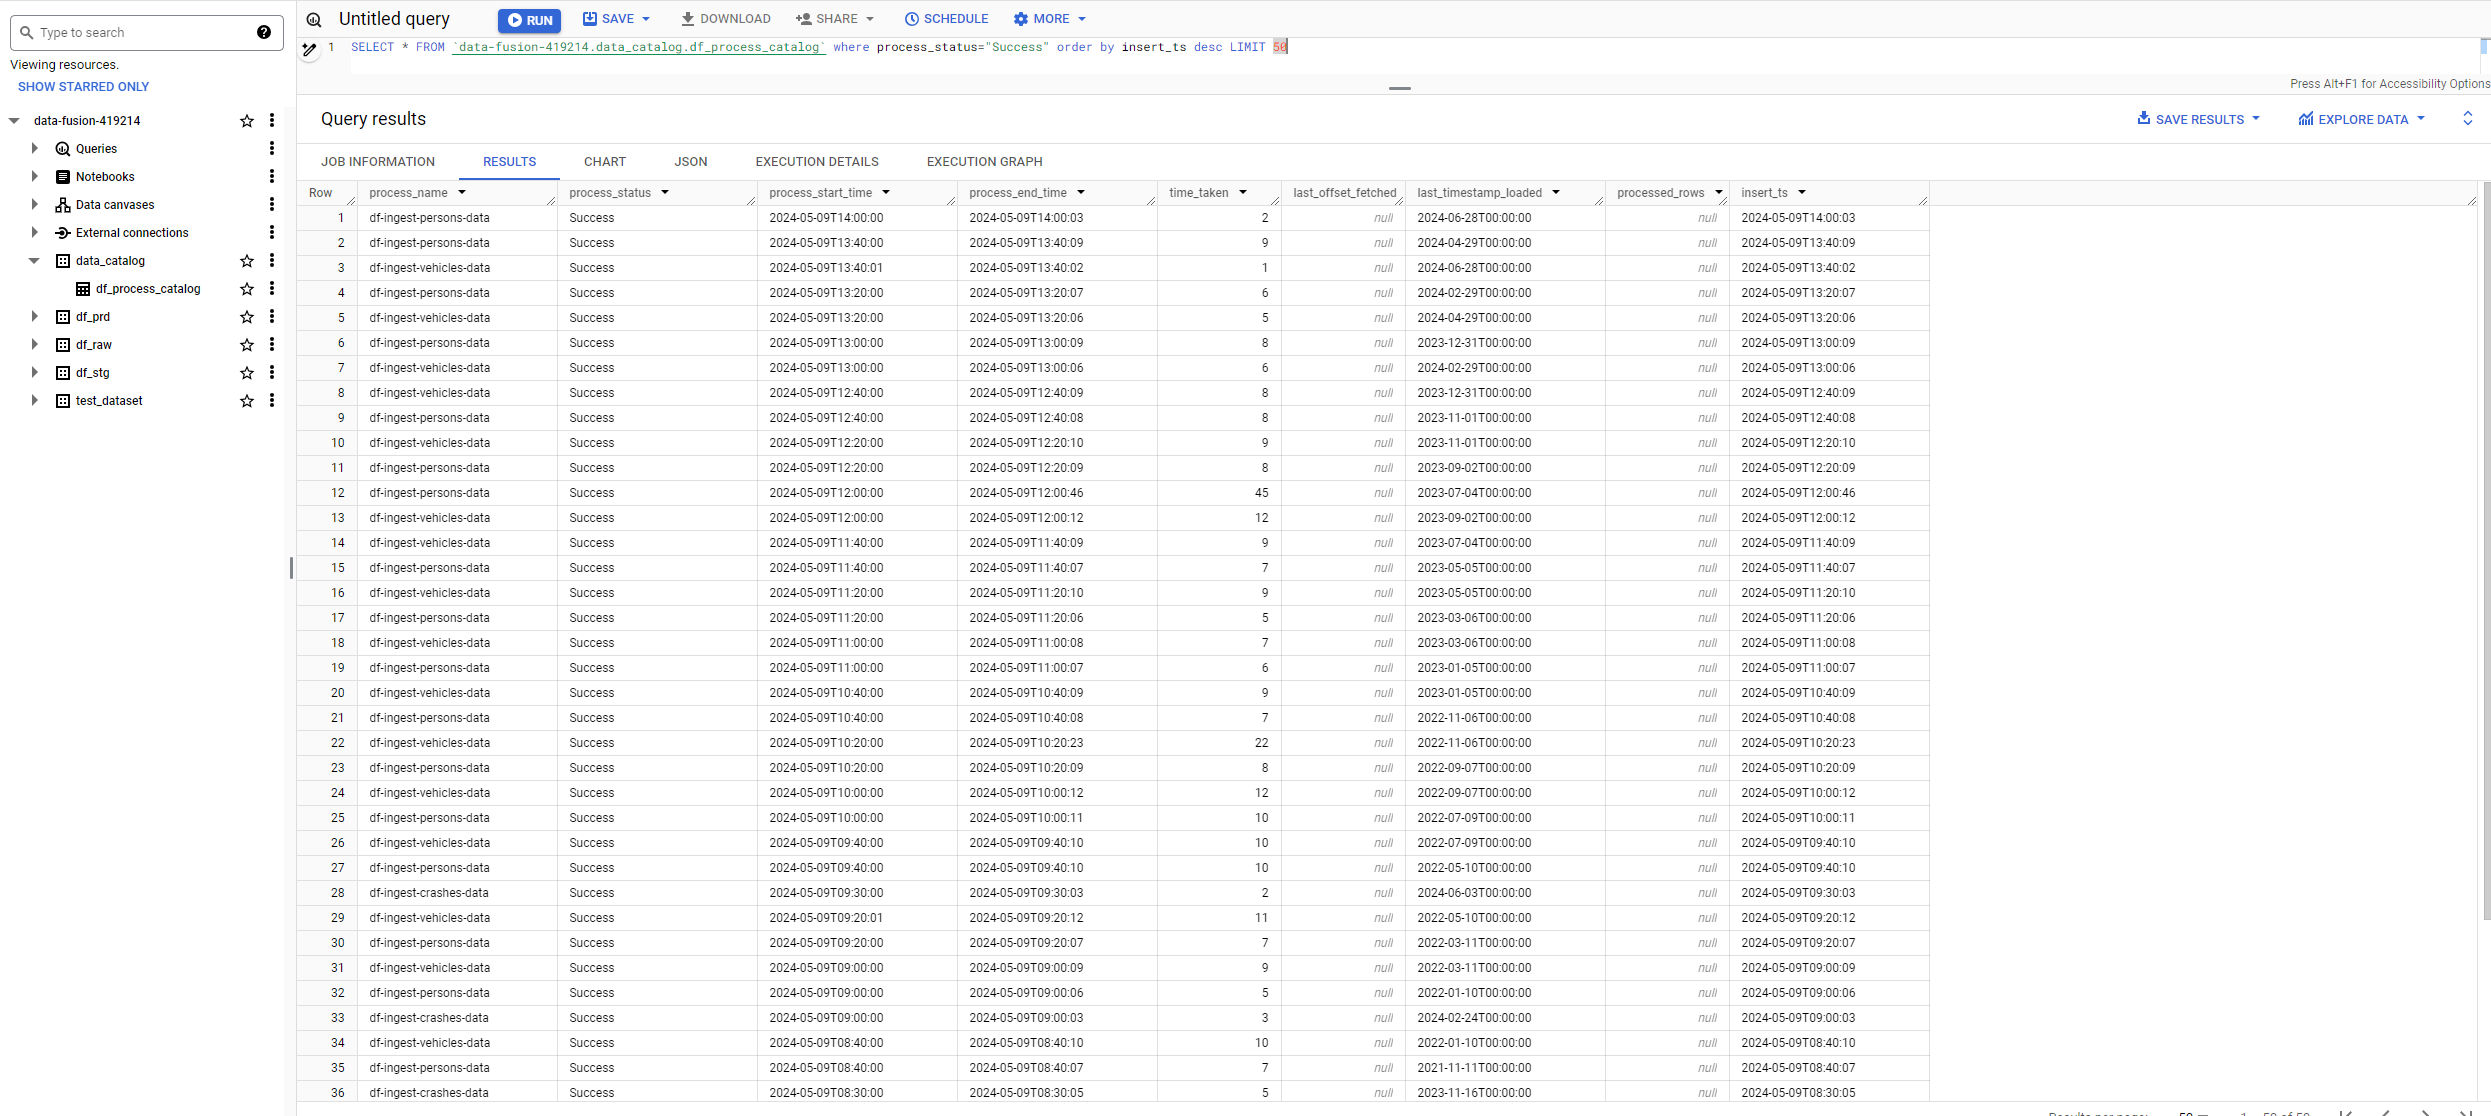 Type to search
Viewing resources.
SHOW STARRED ONLY
data-fusion-419214
Queries
Notebooks
Data canvases
External connections
data_catalog
df_process_catalog
df_prd
df_raw
df_stg
test_dataset
Untitled query RUN SAVE DOWNLOAD SHARE SCHEDULE MORE
1 SELECT * FROM `data-fusion-419214.data_catalog.df_process_catalog` where process_status="Success" order by insert_ts desc LIMIT 50
Press Alt+F1 for Accessibility Options
Query results SAVE RESULTS EXPLORE DATA
JOB INFORMATION RESULTS CHART JSON EXECUTION DETAILS EXECUTION GRAPH
Row process_name process_status process_start_time process_end_time time_taken last_offset_fetched last_timestamp_loaded processed_rows insert_ts
1 df-ingest-persons-data Success 2024-05-09T14:00:00 2024-05-09T14:00:03 2 null 2024-06-28T00:00:00 null 2024-05-09T14:00:03
2 df-ingest-persons-data Success 2024-05-09T13:40:00 2024-05-09T13:40:09 9 null 2024-04-29T00:00:00 null 2024-05-09T13:40:09
3 df-ingest-vehicles-data Success 2024-05-09T13:40:01 2024-05-09T13:40:02 1 null 2024-06-28T00:00:00 null 2024-05-09T13:40:02
4 df-ingest-persons-data Success 2024-05-09T13:20:00 2024-05-09T13:20:07 6 null 2024-02-29T00:00:00 null 2024-05-09T13:20:07
5 df-ingest-vehicles-data Success 2024-05-09T13:20:00 2024-05-09T13:20:06 5 null 2024-04-29T00:00:00 null 2024-05-09T13:20:06
6 df-ingest-persons-data Success 2024-05-09T13:00:00 2024-05-09T13:00:09 8 null 2023-12-31T00:00:00 null 2024-05-09T13:00:09
7 df-ingest-vehicles-data Success 2024-05-09T13:00:00 2024-05-09T13:00:06 6 null 2024-02-29T00:00:00 null 2024-05-09T13:00:06
8 df-ingest-vehicles-data Success 2024-05-09T12:40:00 2024-05-09T12:40:09 8 null 2023-12-31T00:00:00 null 2024-05-09T12:40:09
9 df-ingest-persons-data Success 2024-05-09T12:40:00 2024-05-09T12:40:08 8 null 2023-11-01T00:00:00 null 2024-05-09T12:40:08
10 df-ingest-vehicles-data Success 2024-05-09T12:20:00 2024-05-09T12:20:10 9 null 2023-11-01T00:00:00 null 2024-05-09T12:20:10
11 df-ingest-persons-data Success 2024-05-09T12:20:00 2024-05-09T12:20:09 8 null 2023-09-02T00:00:00 null 2024-05-09T12:20:09
12 df-ingest-persons-data Success 2024-05-09T12:00:00 2024-05-09T12:00:46 45 null 2023-07-04T00:00:00 null 2024-05-09T12:00:46
13 df-ingest-vehicles-data Success 2024-05-09T12:00:00 2024-05-09T12:00:12 12 null 2023-09-02T00:00:00 null 2024-05-09T12:00:12
14 df-ingest-vehicles-data Success 2024-05-09T11:40:00 2024-05-09T11:40:09 9 null 2023-07-04T00:00:00 null 2024-05-09T11:40:09
15 df-ingest-persons-data Success 2024-05-09T11:40:00 2024-05-09T11:40:07 7 null 2023-05-05T00:00:00 null 2024-05-09T11:40:07
16 df-ingest-vehicles-data Success 2024-05-09T11:20:00 2024-05-09T11:20:10 9 null 2023-05-05T00:00:00 null 2024-05-09T11:20:10
17 df-ingest-persons-data Success 2024-05-09T11:20:00 2024-05-09T11:20:06 5 null 2023-03-06T00:00:00 null 2024-05-09T11:20:06
18 df-ingest-vehicles-data Success 2024-05-09T11:00:00 2024-05-09T11:00:08 7 null 2023-03-06T00:00:00 null 2024-05-09T11:00:08
19 df-ingest-persons-data Success 2024-05-09T11:00:00 2024-05-09T11:00:07 6 null 2023-01-05T00:00:00 null 2024-05-09T11:00:07
20 df-ingest-vehicles-data Success 2024-05-09T10:40:00 2024-05-09T10:40:09 9 null 2023-01-05T00:00:00 null 2024-05-09T10:40:09
21 df-ingest-persons-data Success 2024-05-09T10:40:00 2024-05-09T10:40:08 7 null 2022-11-06T00:00:00 null 2024-05-09T10:40:08
22 df-ingest-vehicles-data Success 2024-05-09T10:20:00 2024-05-09T10:20:23 22 null 2022-11-06T00:00:00 null 2024-05-09T10:20:23
23 df-ingest-persons-data Success 2024-05-09T10:20:00 2024-05-09T10:20:09 8 null 2022-09-07T00:00:00 null 2024-05-09T10:20:09
24 df-ingest-vehicles-data Success 2024-05-09T10:00:00 2024-05-09T10:00:12 12 null 2022-09-07T00:00:00 null 2024-05-09T10:00:12
25 df-ingest-persons-data Success 2024-05-09T10:00:00 2024-05-09T10:00:11 10 null 2022-07-09T00:00:00 null 2024-05-09T10:00:11
26 df-ingest-vehicles-data Success 2024-05-09T09:40:00 2024-05-09T09:40:10 10 null 2022-07-09T00:00:00 null 2024-05-09T09:40:10
27 df-ingest-persons-data Success 2024-05-09T09:40:00 2024-05-09T09:40:10 10 null 2022-05-10T00:00:00 null 2024-05-09T09:40:10
28 df-ingest-crashes-data Success 2024-05-09T09:30:00 2024-05-09T09:30:03 2 null 2024-06-03T00:00:00 null 2024-05-09T09:30:03
29 df-ingest-vehicles-data Success 2024-05-09T09:20:01 2024-05-09T09:20:12 11 null 2022-05-10T00:00:00 null 2024-05-09T09:20:12
30 df-ingest-persons-data Success 2024-05-09T09:20:00 2024-05-09T09:20:07 7 null 2022-03-11T00:00:00 null 2024-05-09T09:20:07
31 df-ingest-vehicles-data Success 2024-05-09T09:00:00 2024-05-09T09:00:09 9 null 2022-03-11T00:00:00 null 2024-05-09T09:00:09
32 df-ingest-persons-data Success 2024-05-09T09:00:00 2024-05-09T09:00:06 5 null 2022-01-10T00:00:00 null 2024-05-09T09:00:06
33 df-ingest-crashes-data Success 2024-05-09T09:00:00 2024-05-09T09:00:03 3 null 2024-02-24T00:00:00 null 2024-05-09T09:00:03
34 df-ingest-vehicles-data Success 2024-05-09T08:40:00 2024-05-09T08:40:10 10 null 2022-01-10T00:00:00 null 2024-05-09T08:40:10
35 df-ingest-persons-data Success 2024-05-09T08:40:00 2024-05-09T08:40:07 7 null 2021-11-11T00:00:00 null 2024-05-09T08:40:07
36 df-ingest-crashes-data Success 2024-05-09T08:30:00 2024-05-09T08:30:05 5 null 2023-11-16T00:00:00 null 2024-05-09T08:30:05